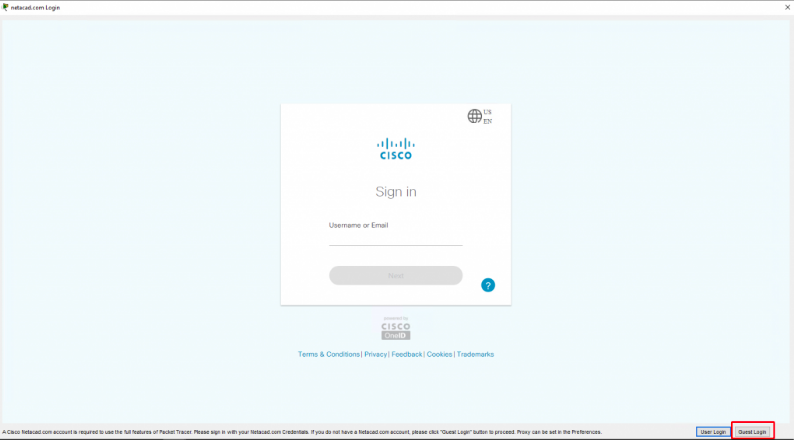 netacad.com Login
US
EN
CISCO
Sign in
Username or Email
Next
?
powered by
CISCO
OneID
Terms & Conditions| Privacy| Feedback| Cookies| Trademarks
A Cisco Netacad.com account is required to use the full features of Packet Tracer. Please sign in with your Netacad.com Credentials. If you do not have a Netacad.com account, please click "Guest Login" button to proceed. Proxy can be set in the Preferences. User Login Guest Login